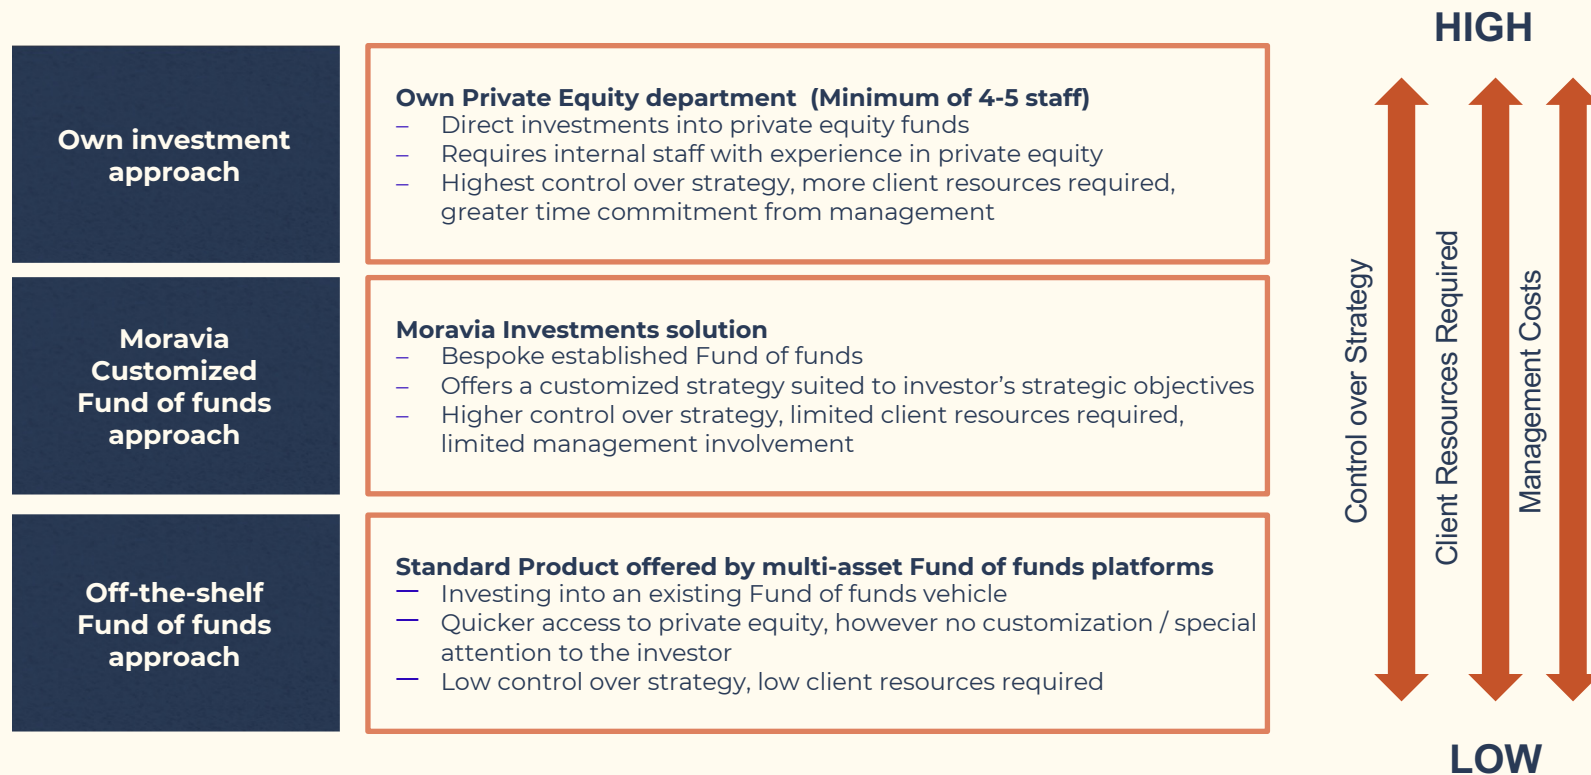 HIGH
Own investment
approach
Own Private Equity department (Minimum of 4-5 staff)
– Direct investments into private equity funds
– Requires internal staff with experience in private equity
– Highest control over strategy, more client resources required,
greater time commitment from management
Moravia
Customized
Fund of funds
approach
Moravia Investments solution
– Bespoke established Fund of funds
– Offers a customized strategy suited to investor’s strategic objectives
– Higher control over strategy, limited client resources required,
limited management involvement
Off-the-shelf
Fund of funds
approach
Standard Product offered by multi-asset Fund of funds platforms
— Investing into an existing Fund of funds vehicle
— Quicker access to private equity, however no customization / special
attention to the investor
— Low control over strategy, low client resources required
Control over Strategy
Client Resources Required
Management Costs
LOW